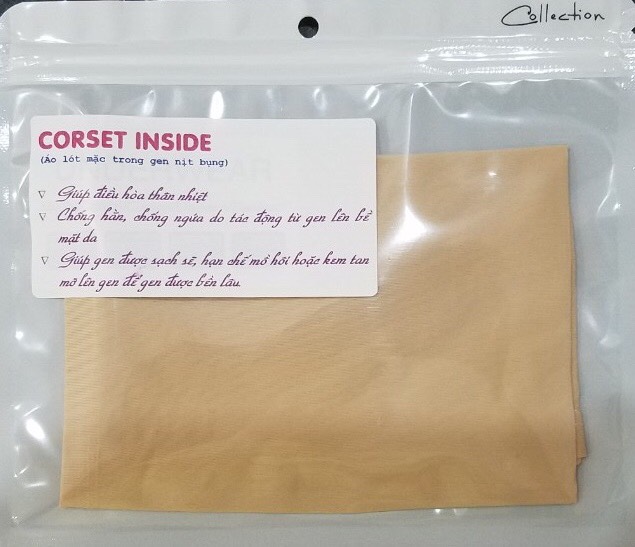 Collection
CORSET INSIDE
(Áo lót mặc trong gen nịt bụng)
Giúp điều hòa thân nhiệt
Chống hằn, chống ngứa do tác động từ gen lên bề
mặt da
Giúp gen được sạch sẽ, hạn chế mồ hôi hoặc kem tan
mỡ lên gen để gen được bền lâu.